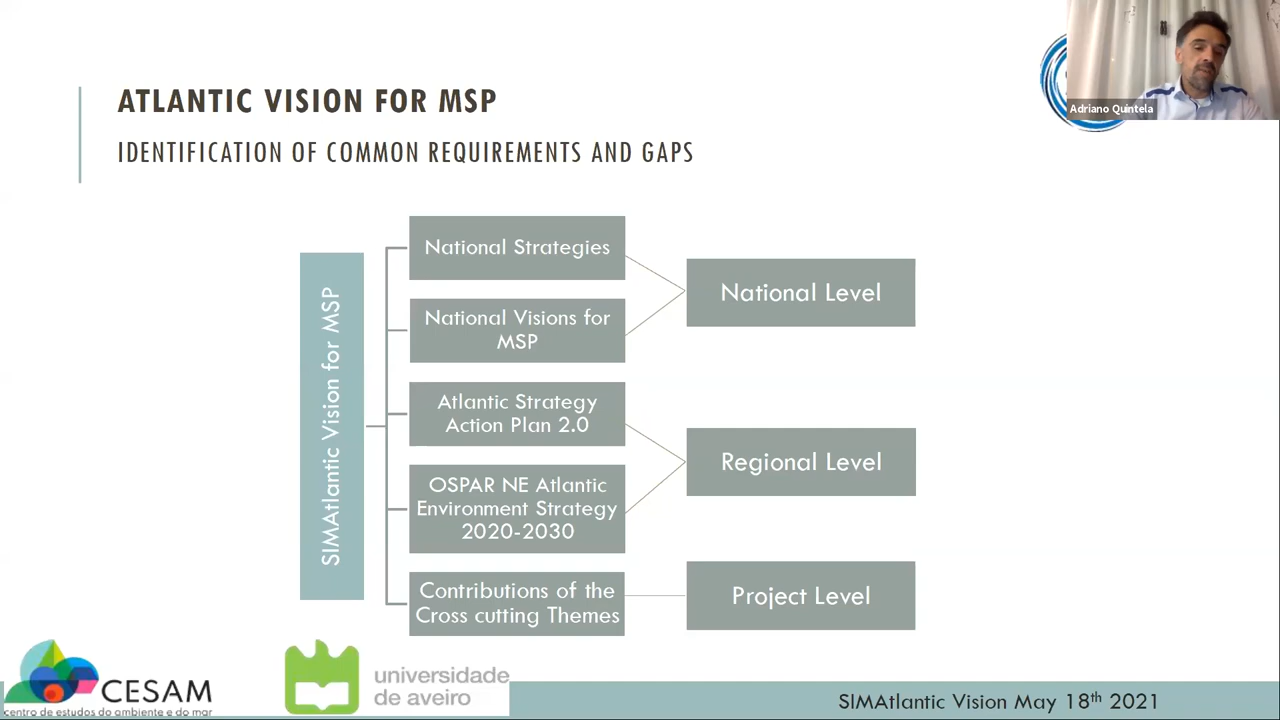 ATLANTIC VISION FOR MSP
IDENTIFICATION OF COMMON REQUIREMENTS AND GAPS
Adriano Quintela
SIMAtlantic Vision for MSP
National Strategies
National Visions for
MSP
Atlantic Strategy
Action Plan 2.0
OSPAR NE Atlantic
Environment Strategy
2020-2030
Contributions of the
Cross cutting Themes
National Level
Regional Level
Project Level
CESAM
centro de estudos do ambiente e do mar
universidade
de aveiro
SIMAtlantic Vision May 18th 2021